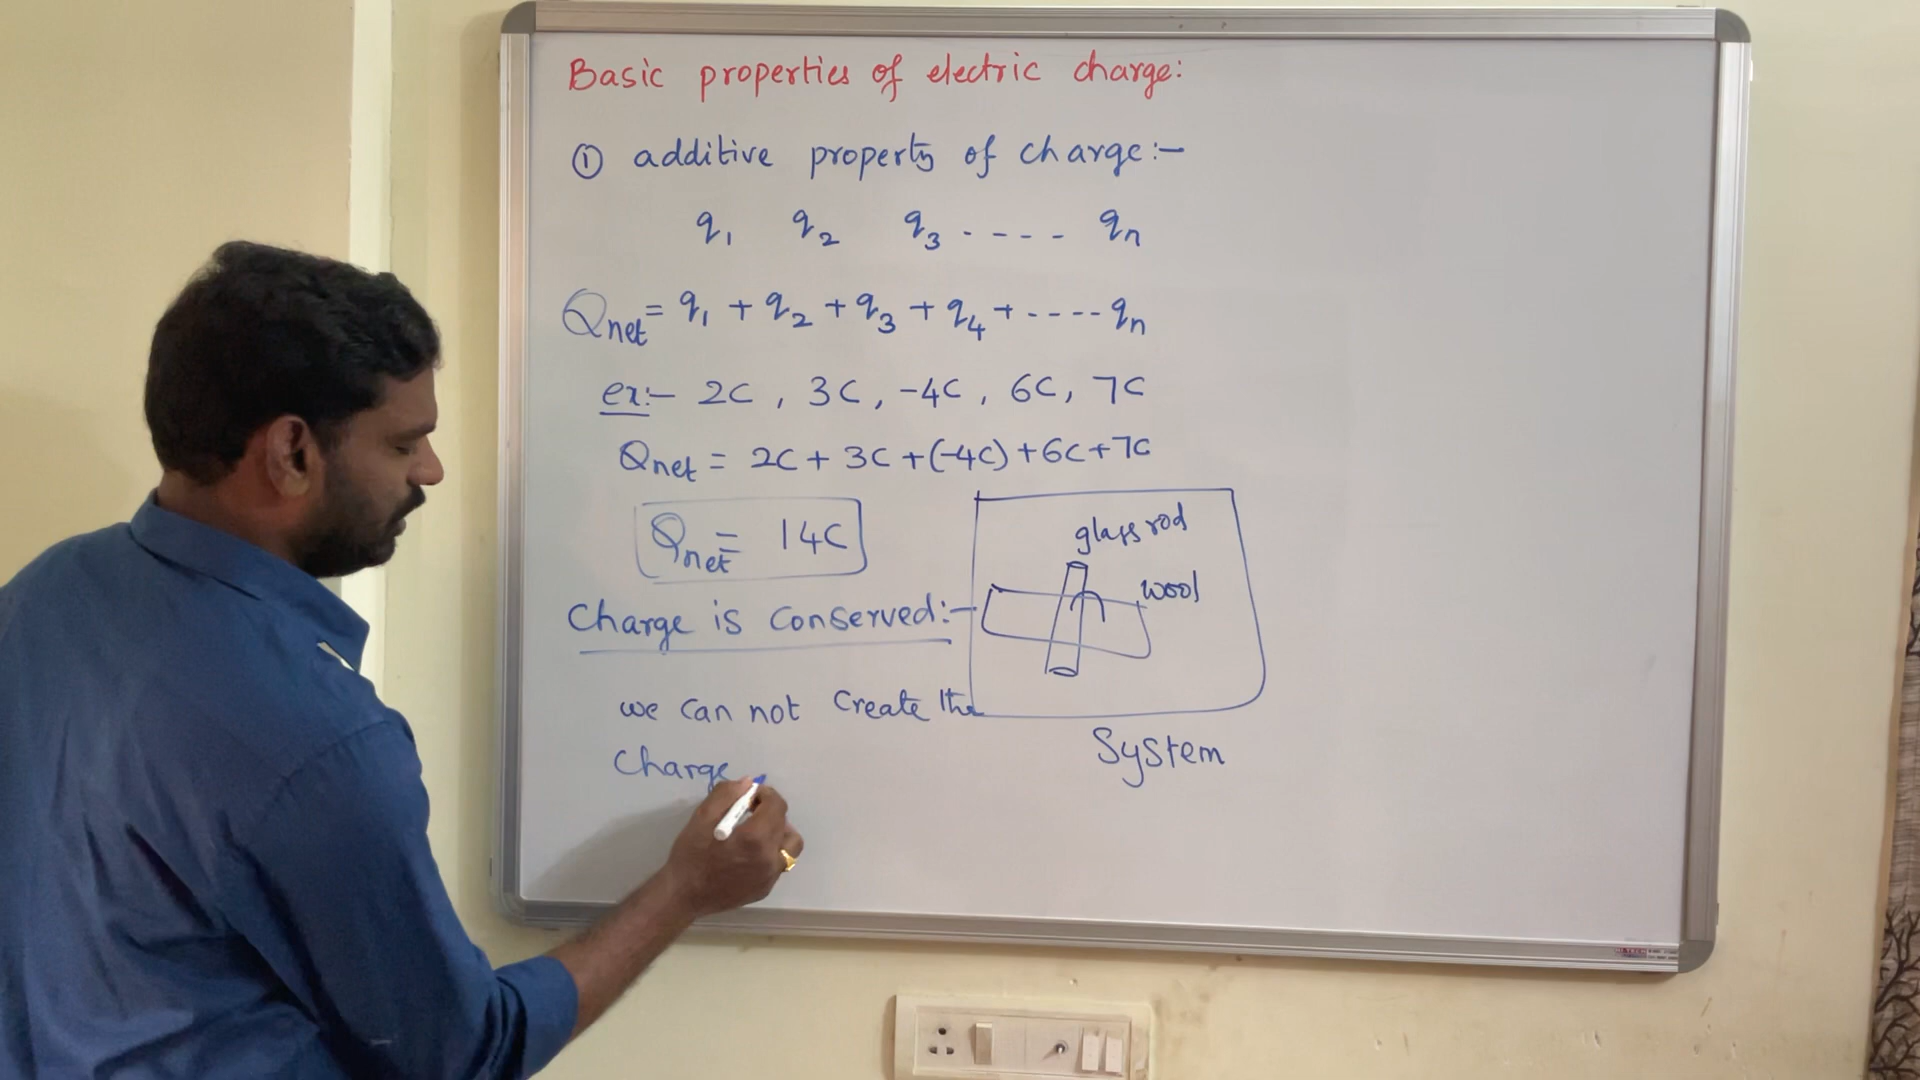 Basic properties of electric charge:
① additive property of charge:-
q₁ q₂ q₃ ---- qₙ
Qnet = q₁ + q₂ + q₃ + q₄ + ---- qₙ
ex:- 2C , 3C, -4C , 6C, 7C
Qnet = 2C + 3C + (-4C) + 6C + 7C
Qnet = 14C
glass rod
wool
Charge is conserved:-
we can not create the
Charge
System
HI TECH